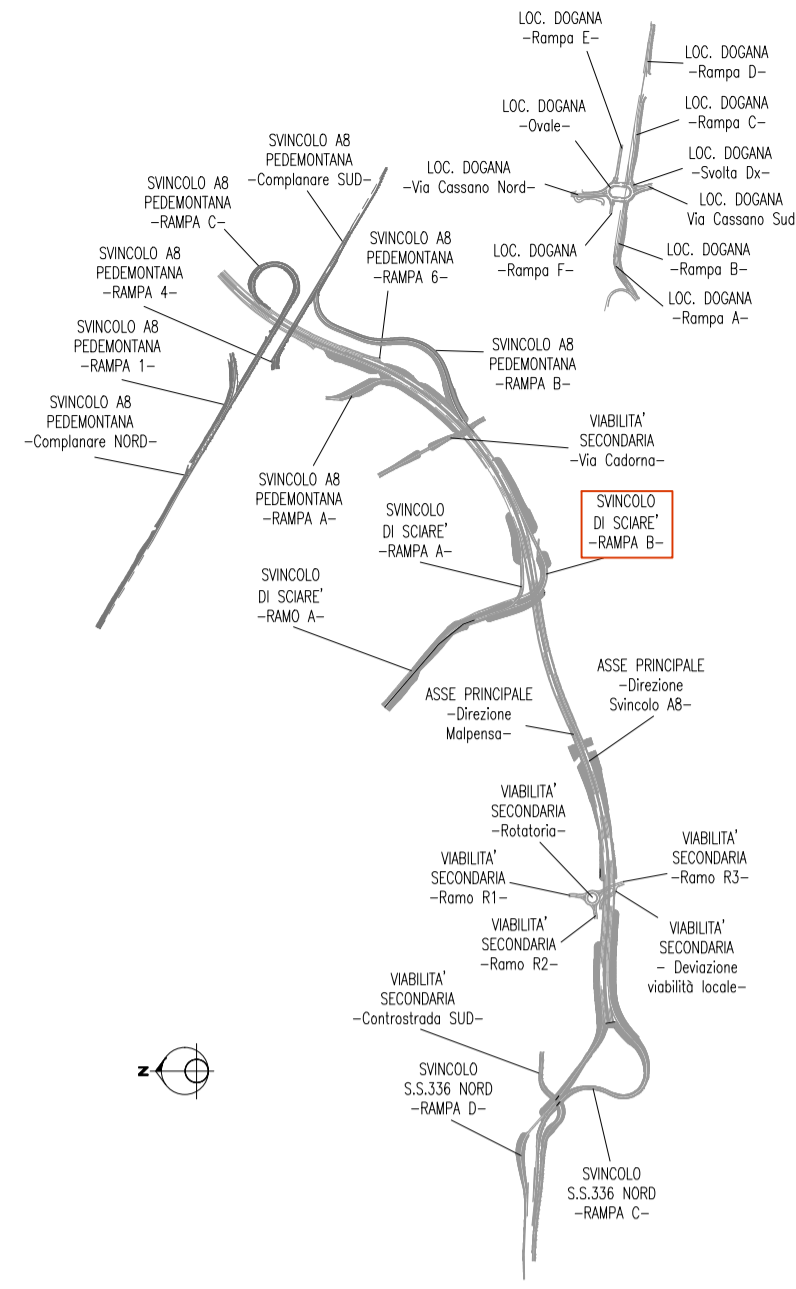 LOC. DOGANA
-Rampa E-
LOC. DOGANA
-Rampa D-
LOC. DOGANA
-Ovale-
LOC. DOGANA
-Rampa C-
SVINCOLO A8
PEDEMONTANA
-Complanare SUD-
LOC. DOGANA
-Via Cassano Nord-
LOC. DOGANA
-Svolta Dx-
LOC. DOGANA
Via Cassano Sud
SVINCOLO A8
PEDEMONTANA
-RAMPA C-
SVINCOLO A8
PEDEMONTANA
-RAMPA 6-
LOC. DOGANA
-Rampa F-
LOC. DOGANA
-Rampa B-
LOC. DOGANA
-Rampa A-
SVINCOLO A8
PEDEMONTANA
-RAMPA 4-
SVINCOLO A8
PEDEMONTANA
-RAMPA 1-
SVINCOLO A8
PEDEMONTANA
-RAMPA B-
SVINCOLO A8
PEDEMONTANA
-Complanare NORD-
VIABILITA'
SECONDARIA
-Via Cadorna-
SVINCOLO A8
PEDEMONTANA
-RAMPA A-
SVINCOLO
DI SCIARE'
-RAMPA A-
SVINCOLO
DI SCIARE'
-RAMPA B-
SVINCOLO
DI SCIARE'
-RAMO A-
ASSE PRINCIPALE
-Direzione
Svincolo A8-
ASSE PRINCIPALE
-Direzione
Malpensa-
VIABILITA'
SECONDARIA
-Rotatoria-
VIABILITA'
SECONDARIA
-Ramo R3-
VIABILITA'
SECONDARIA
-Ramo R1-
VIABILITA'
SECONDARIA
-Ramo R2-
VIABILITA'
SECONDARIA
- Deviazione
viabilità locale-
VIABILITA'
SECONDARIA
-Controstrada SUD-
N
SVINCOLO
S.S.336 NORD
-RAMPA D-
SVINCOLO
S.S.336 NORD
-RAMPA C-